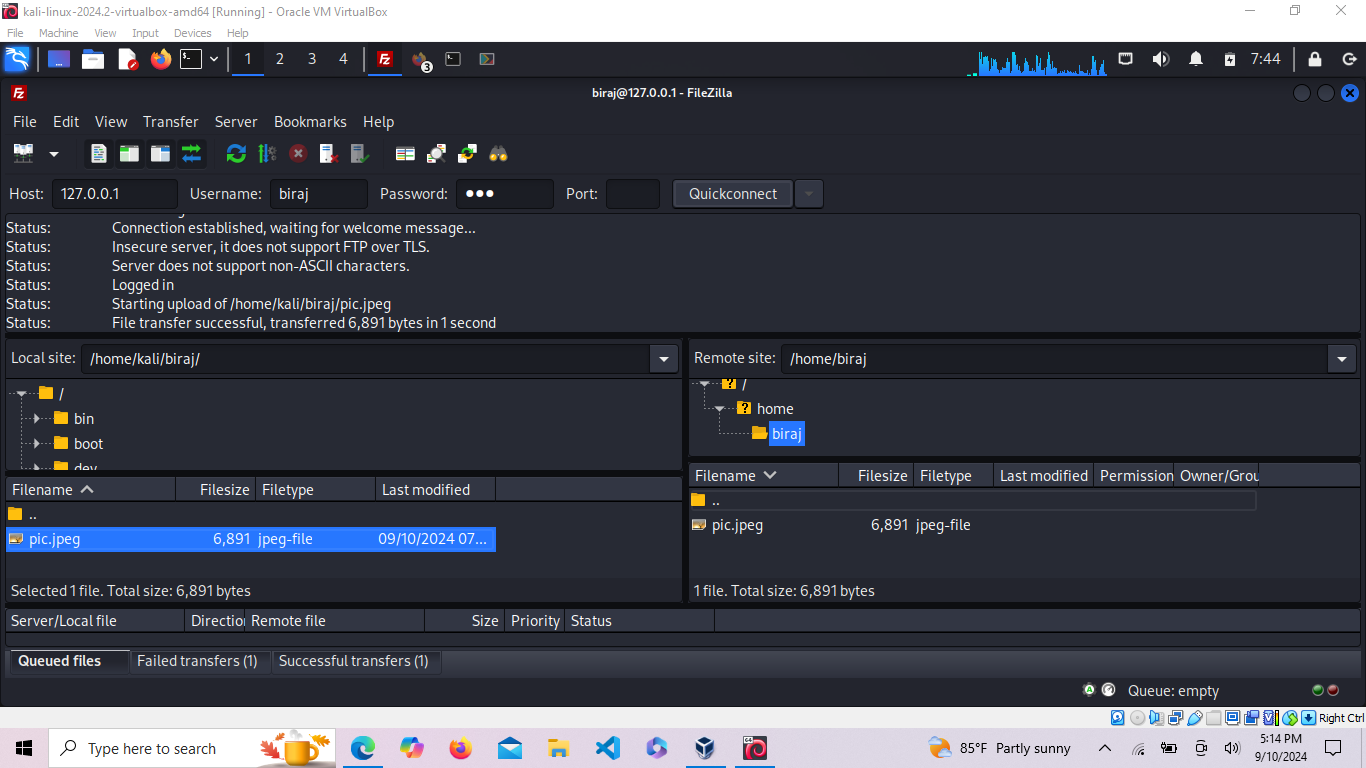 kali-linux-2024.2-virtualbox-amd64 [Running] - Oracle VM VirtualBox
File Machine View Input Devices Help
1 2 3 4 3 7:44
biraj@127.0.0.1 - FileZilla
File Edit View Transfer Server Bookmarks Help
Host: 127.0.0.1 Username: biraj Password: ●●● Port: Quickconnect
Status: Connection established, waiting for welcome message...
Status: Insecure server, it does not support FTP over TLS.
Status: Server does not support non-ASCII characters.
Status: Logged in
Status: Starting upload of /home/kali/biraj/pic.jpeg
Status: File transfer successful, transferred 6,891 bytes in 1 second
Local site: /home/kali/biraj/
/
bin
boot
dev
Filename Filesize Filetype Last modified
..
pic.jpeg 6,891 jpeg-file 09/10/2024 07...
Selected 1 file. Total size: 6,891 bytes
Remote site: /home/biraj
/
home
biraj
Filename Filesize Filetype Last modified Permission Owner/Grou
..
pic.jpeg 6,891 jpeg-file
1 file. Total size: 6,891 bytes
Server/Local file Direction Remote file Size Priority Status
Queued files Failed transfers (1) Successful transfers (1)
Queue: empty
Right Ctrl
Type here to search 85°F Partly sunny 5:14 PM
9/10/2024